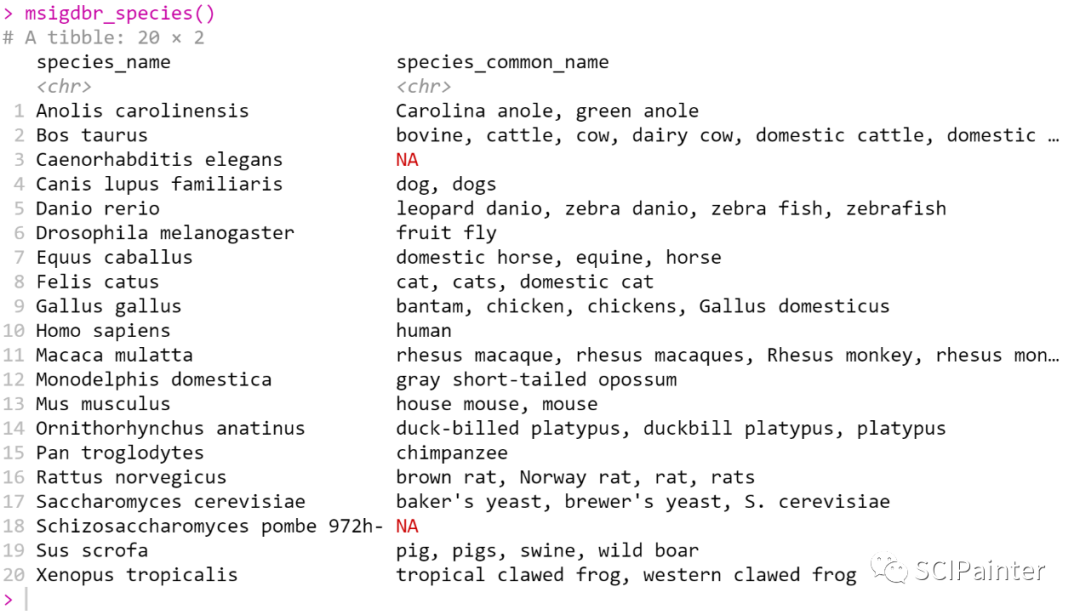 > msigdbr_species()
# A tibble: 20 × 2
species_name species_common_name
<chr> <chr>
1 Anolis carolinensis Carolina anole, green anole
2 Bos taurus bovine, cattle, cow, dairy cow, domestic cattle, domestic …
3 Caenorhabditis elegans NA
4 Canis lupus familiaris dog, dogs
5 Danio rerio leopard danio, zebra danio, zebra fish, zebrafish
6 Drosophila melanogaster fruit fly
7 Equus caballus domestic horse, equine, horse
8 Felis catus cat, cats, domestic cat
9 Gallus gallus bantam, chicken, chickens, Gallus domesticus
10 Homo sapiens human
11 Macaca mulatta rhesus macaque, rhesus macaques, Rhesus monkey, rhesus mon…
12 Monodelphis domestica gray short-tailed opossum
13 Mus musculus house mouse, mouse
14 Ornithorhynchus anatinus duck-billed platypus, duckbill platypus, platypus
15 Pan troglodytes chimpanzee
16 Rattus norvegicus brown rat, Norway rat, rat, rats
17 Saccharomyces cerevisiae baker's yeast, brewer's yeast, S. cerevisiae
18 Schizosaccharomyces pombe 972h- NA
19 Sus scrofa pig, pigs, swine, wild boar
20 Xenopus tropicalis tropical clawed frog, western clawed frog
>
SCIPainter